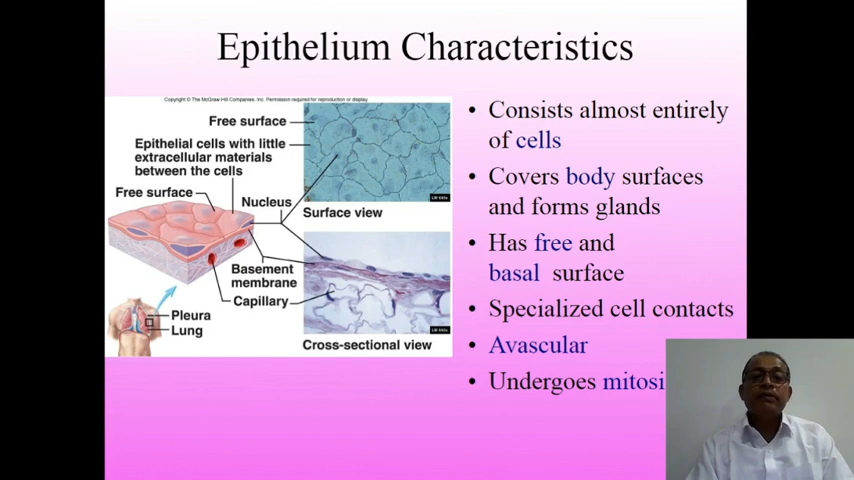 Epithelium Characteristics
Copyright © The McGraw-Hill Companies, Inc. Permission required for reproduction or display.
Free surface
Epithelial cells with little
extracellular materials
between the cells
Free surface
Nucleus
Surface view
Basement
membrane
Capillary
Pleura
Lung
Cross-sectional view
• Consists almost entirely
of cells
• Covers body surfaces
and forms glands
• Has free and
basal surface
• Specialized cell contacts
• Avascular
• Undergoes mitosi